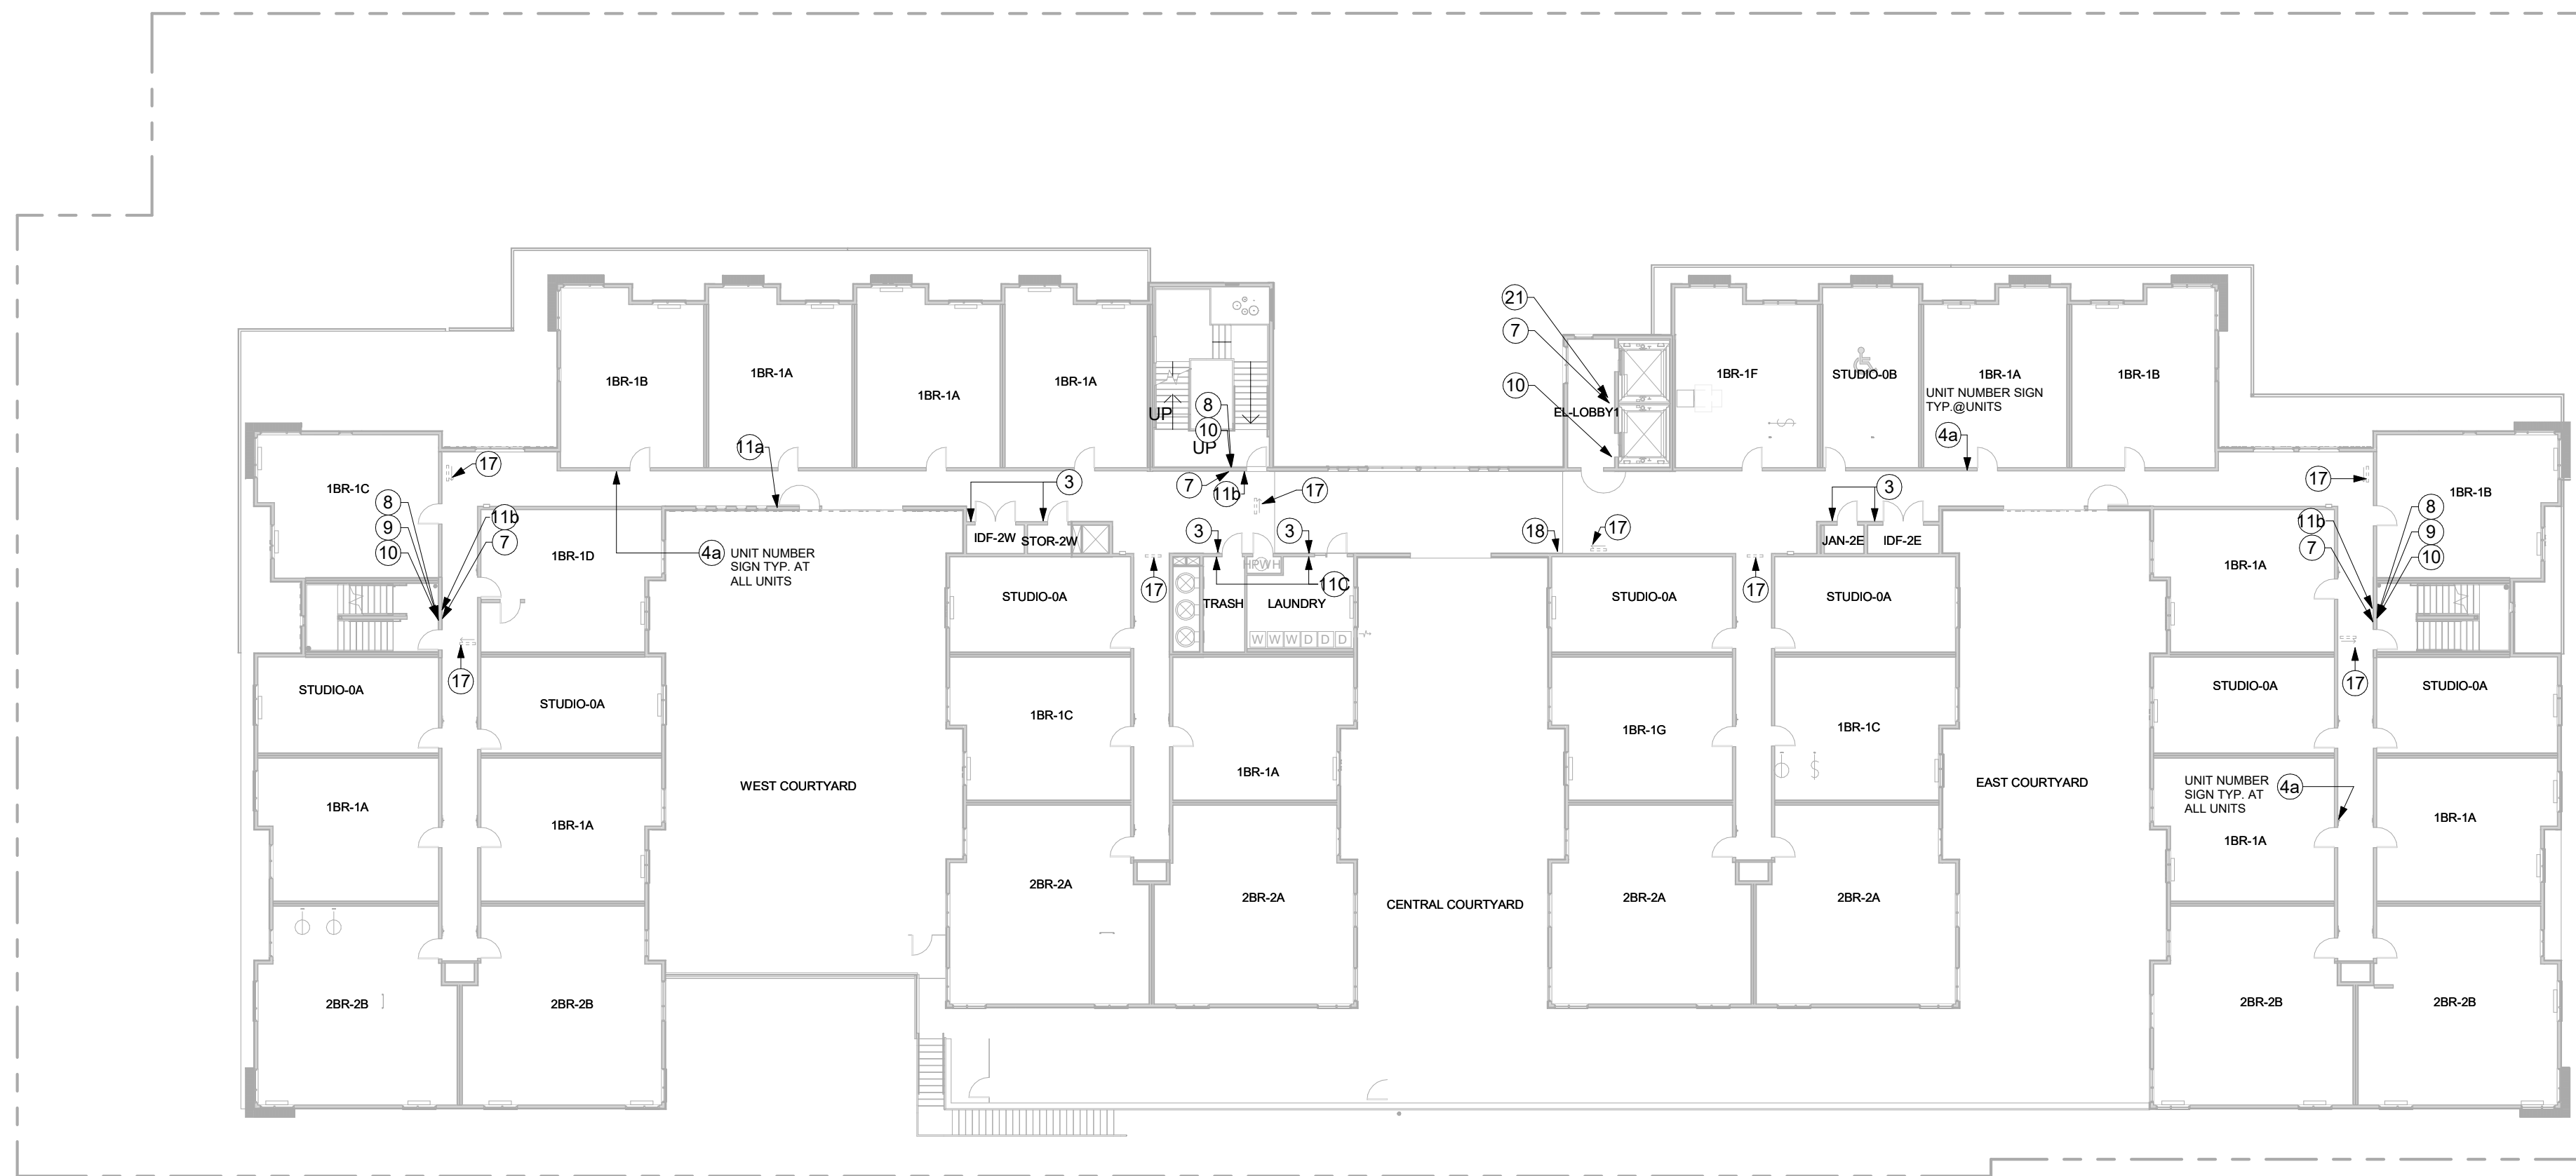 21
7
10
1BR-1B
1BR-1A
1BR-1A
1BR-1A
UP
8
10
UP
EL-LOBBY1
1BR-1F
STUDIO-0B
1BR-1A
UNIT NUMBER SIGN
TYP.@UNITS
1BR-1B
4a
11a
17
1BR-1C
8
9
10
11b
7
1BR-1D
4a
UNIT NUMBER
SIGN TYP. AT
ALL UNITS
3
IDF-2W
STOR-2W
7
11b
17
3
3
HPWH
11C
TRASH
LAUNDRY
W
W
W
D
D
D
18
17
3
JAN-2E
IDF-2E
17
1BR-1B
11b
7
8
9
10
1BR-1A
17
17
STUDIO-0A
STUDIO-0A
STUDIO-0A
17
17
STUDIO-0A
STUDIO-0A
1BR-1C
1BR-1A
1BR-1G
1BR-1C
STUDIO-0A
STUDIO-0A
WEST COURTYARD
EAST COURTYARD
1BR-1A
1BR-1A
UNIT NUMBER
SIGN TYP. AT
ALL UNITS
4a
1BR-1A
1BR-1A
2BR-2A
2BR-2A
CENTRAL COURTYARD
2BR-2A
2BR-2A
2BR-2B
2BR-2B
2BR-2B
2BR-2B